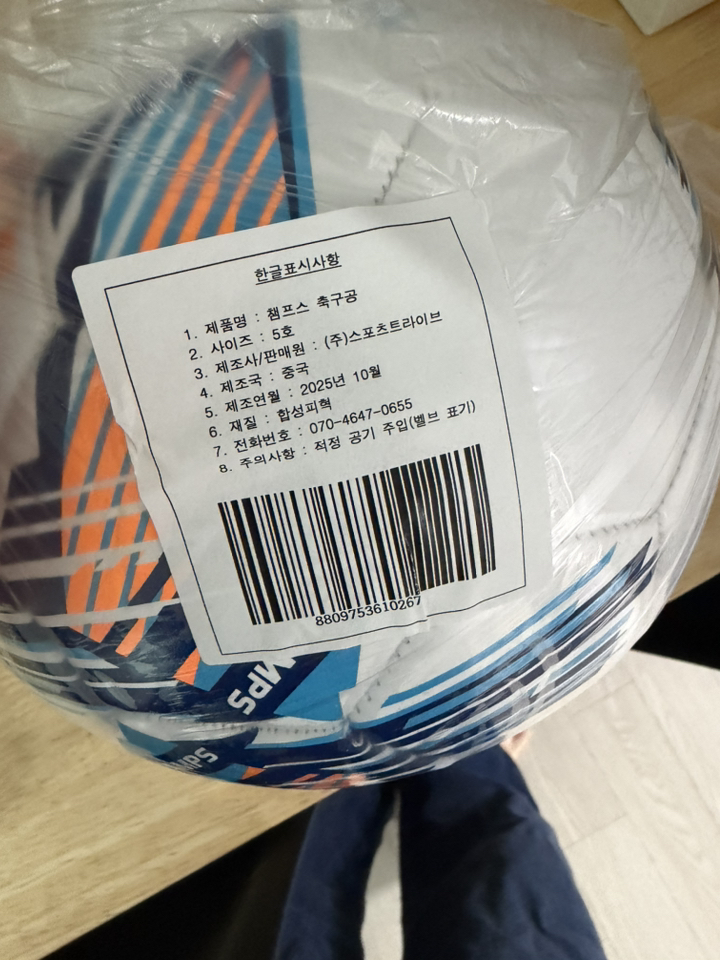 한글표시사항
1. 제품명 : 챔프스 축구공
2. 사이즈 : 5호
3. 제조사/판매원 : (주)스포츠트라이브
4. 제조국 : 중국
5. 제조연월 : 2025년 10월
6. 재질 : 합성피혁
7. 전화번호 : 070-4647-0655
8. 주의사항 : 적정 공기 주입(벨브 표기)
8809753610267
MPS
MPS